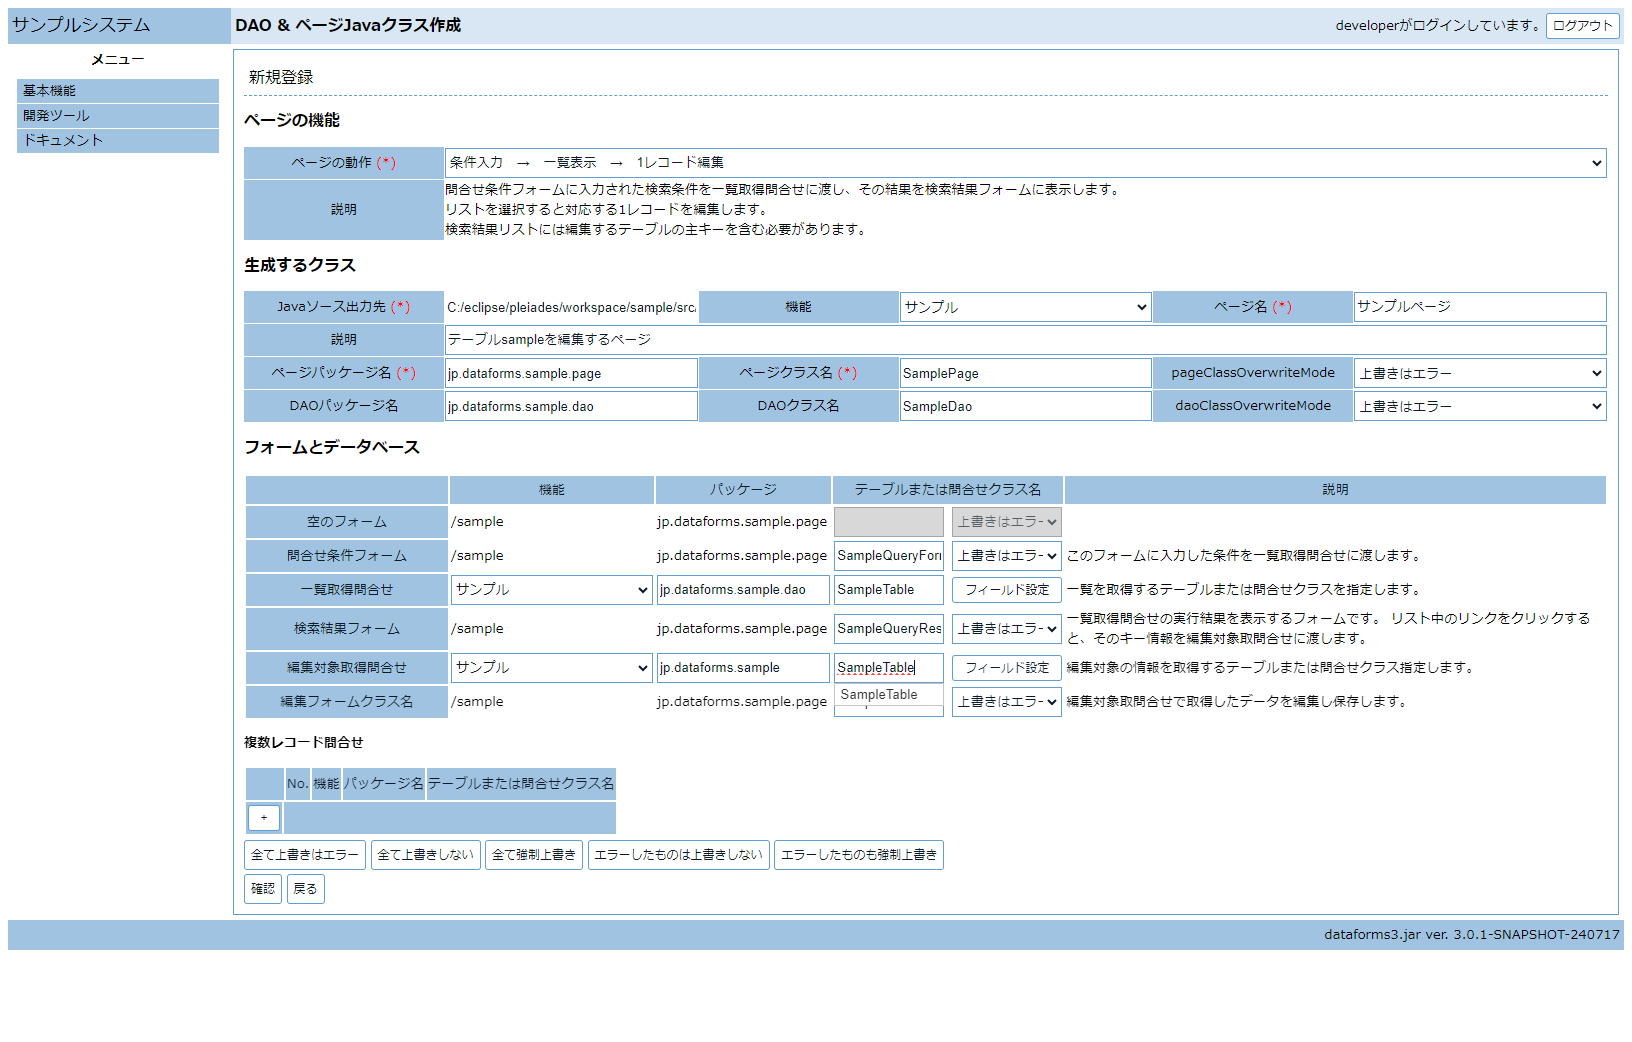 サンプルシステム
DAO & ページJavaクラス作成
developerがログインしています。 ログアウト
メニュー
基本機能
開発ツール
ドキュメント
新規登録
ページの機能
ページの動作 (*) 条件入力 → 一覧表示 → 1レコード編集
説明
問合せ条件フォームに入力された検索条件を一覧取得問合せに渡し、その結果を検索結果フォームに表示します。
リストを選択すると対応する1レコードを編集します。
検索結果リストには編集するテーブルの主キーを含む必要があります。
生成するクラス
Javaソース出力先 (*) C:/eclipse/pleiades/workspace/sample/src/ 機能 サンプル ページ名 (*) サンプルページ
説明 テーブルsampleを編集するページ
ページパッケージ名 (*) jp.dataforms.sample.page ページクラス名 (*) SamplePage pageClassOverwriteMode 上書きはエラー
DAOパッケージ名 jp.dataforms.sample.dao DAOクラス名 SampleDao daoClassOverwriteMode 上書きはエラー
フォームとデータベース
機能 パッケージ テーブルまたは問合せクラス名 説明
空のフォーム /sample jp.dataforms.sample.page 上書きはエラー
問合せ条件フォーム /sample jp.dataforms.sample.page SampleQueryForm 上書きはエラー このフォームに入力した条件を一覧取得問合せに渡します。
一覧取得問合せ サンプル jp.dataforms.sample.dao SampleTable フィールド設定 一覧を取得するテーブルまたは問合せクラスを指定します。
検索結果フォーム /sample jp.dataforms.sample.page SampleQueryRes 上書きはエラー 一覧取得問合せの実行結果を表示するフォームです。 リスト中のリンクをクリックする
と、そのキー情報を編集対象取問合せに渡します。
編集対象取得問合せ サンプル jp.dataforms.sample SampleTable フィールド設定 編集対象の情報を取得するテーブルまたは問合せクラス指定します。
SampleTable
編集フォームクラス名 /sample jp.dataforms.sample.page 上書きはエラー 編集対象取問合せで取得したデータを編集し保存します。
複数レコード問合せ
No. 機能 パッケージ名 テーブルまたは問合せクラス名
+
全て上書きはエラー 全て上書きしない 全て強制上書き エラーしたものは上書きしない エラーしたものも強制上書き
確認 戻る
dataforms3.jar ver. 3.0.1-SNAPSHOT-240717